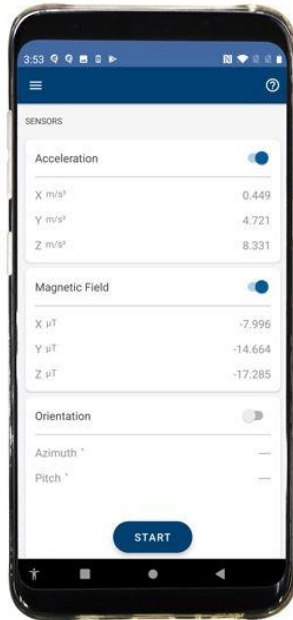 3:53
SENSORS
Acceleration
X m/s² 0.449
Y m/s² 4.721
Z m/s² 8.331
Magnetic Field
X μT -7.996
Y μT -14.664
Z μT -17.285
Orientation
Azimuth ° —
Pitch ° —
START